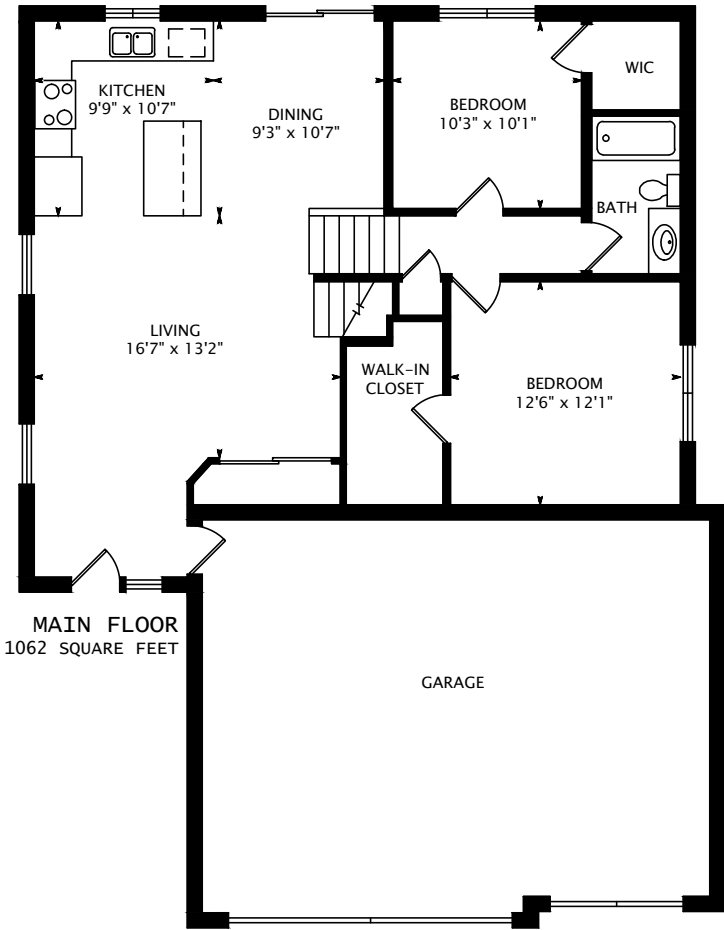 WIC
KITCHEN
9'9" x 10'7"
DINING
9'3" x 10'7"
BEDROOM
10'3" x 10'1"
BATH
LIVING
16'7" x 13'2"
WALK-IN
CLOSET
BEDROOM
12'6" x 12'1"
MAIN FLOOR
1062 SQUARE FEET
GARAGE